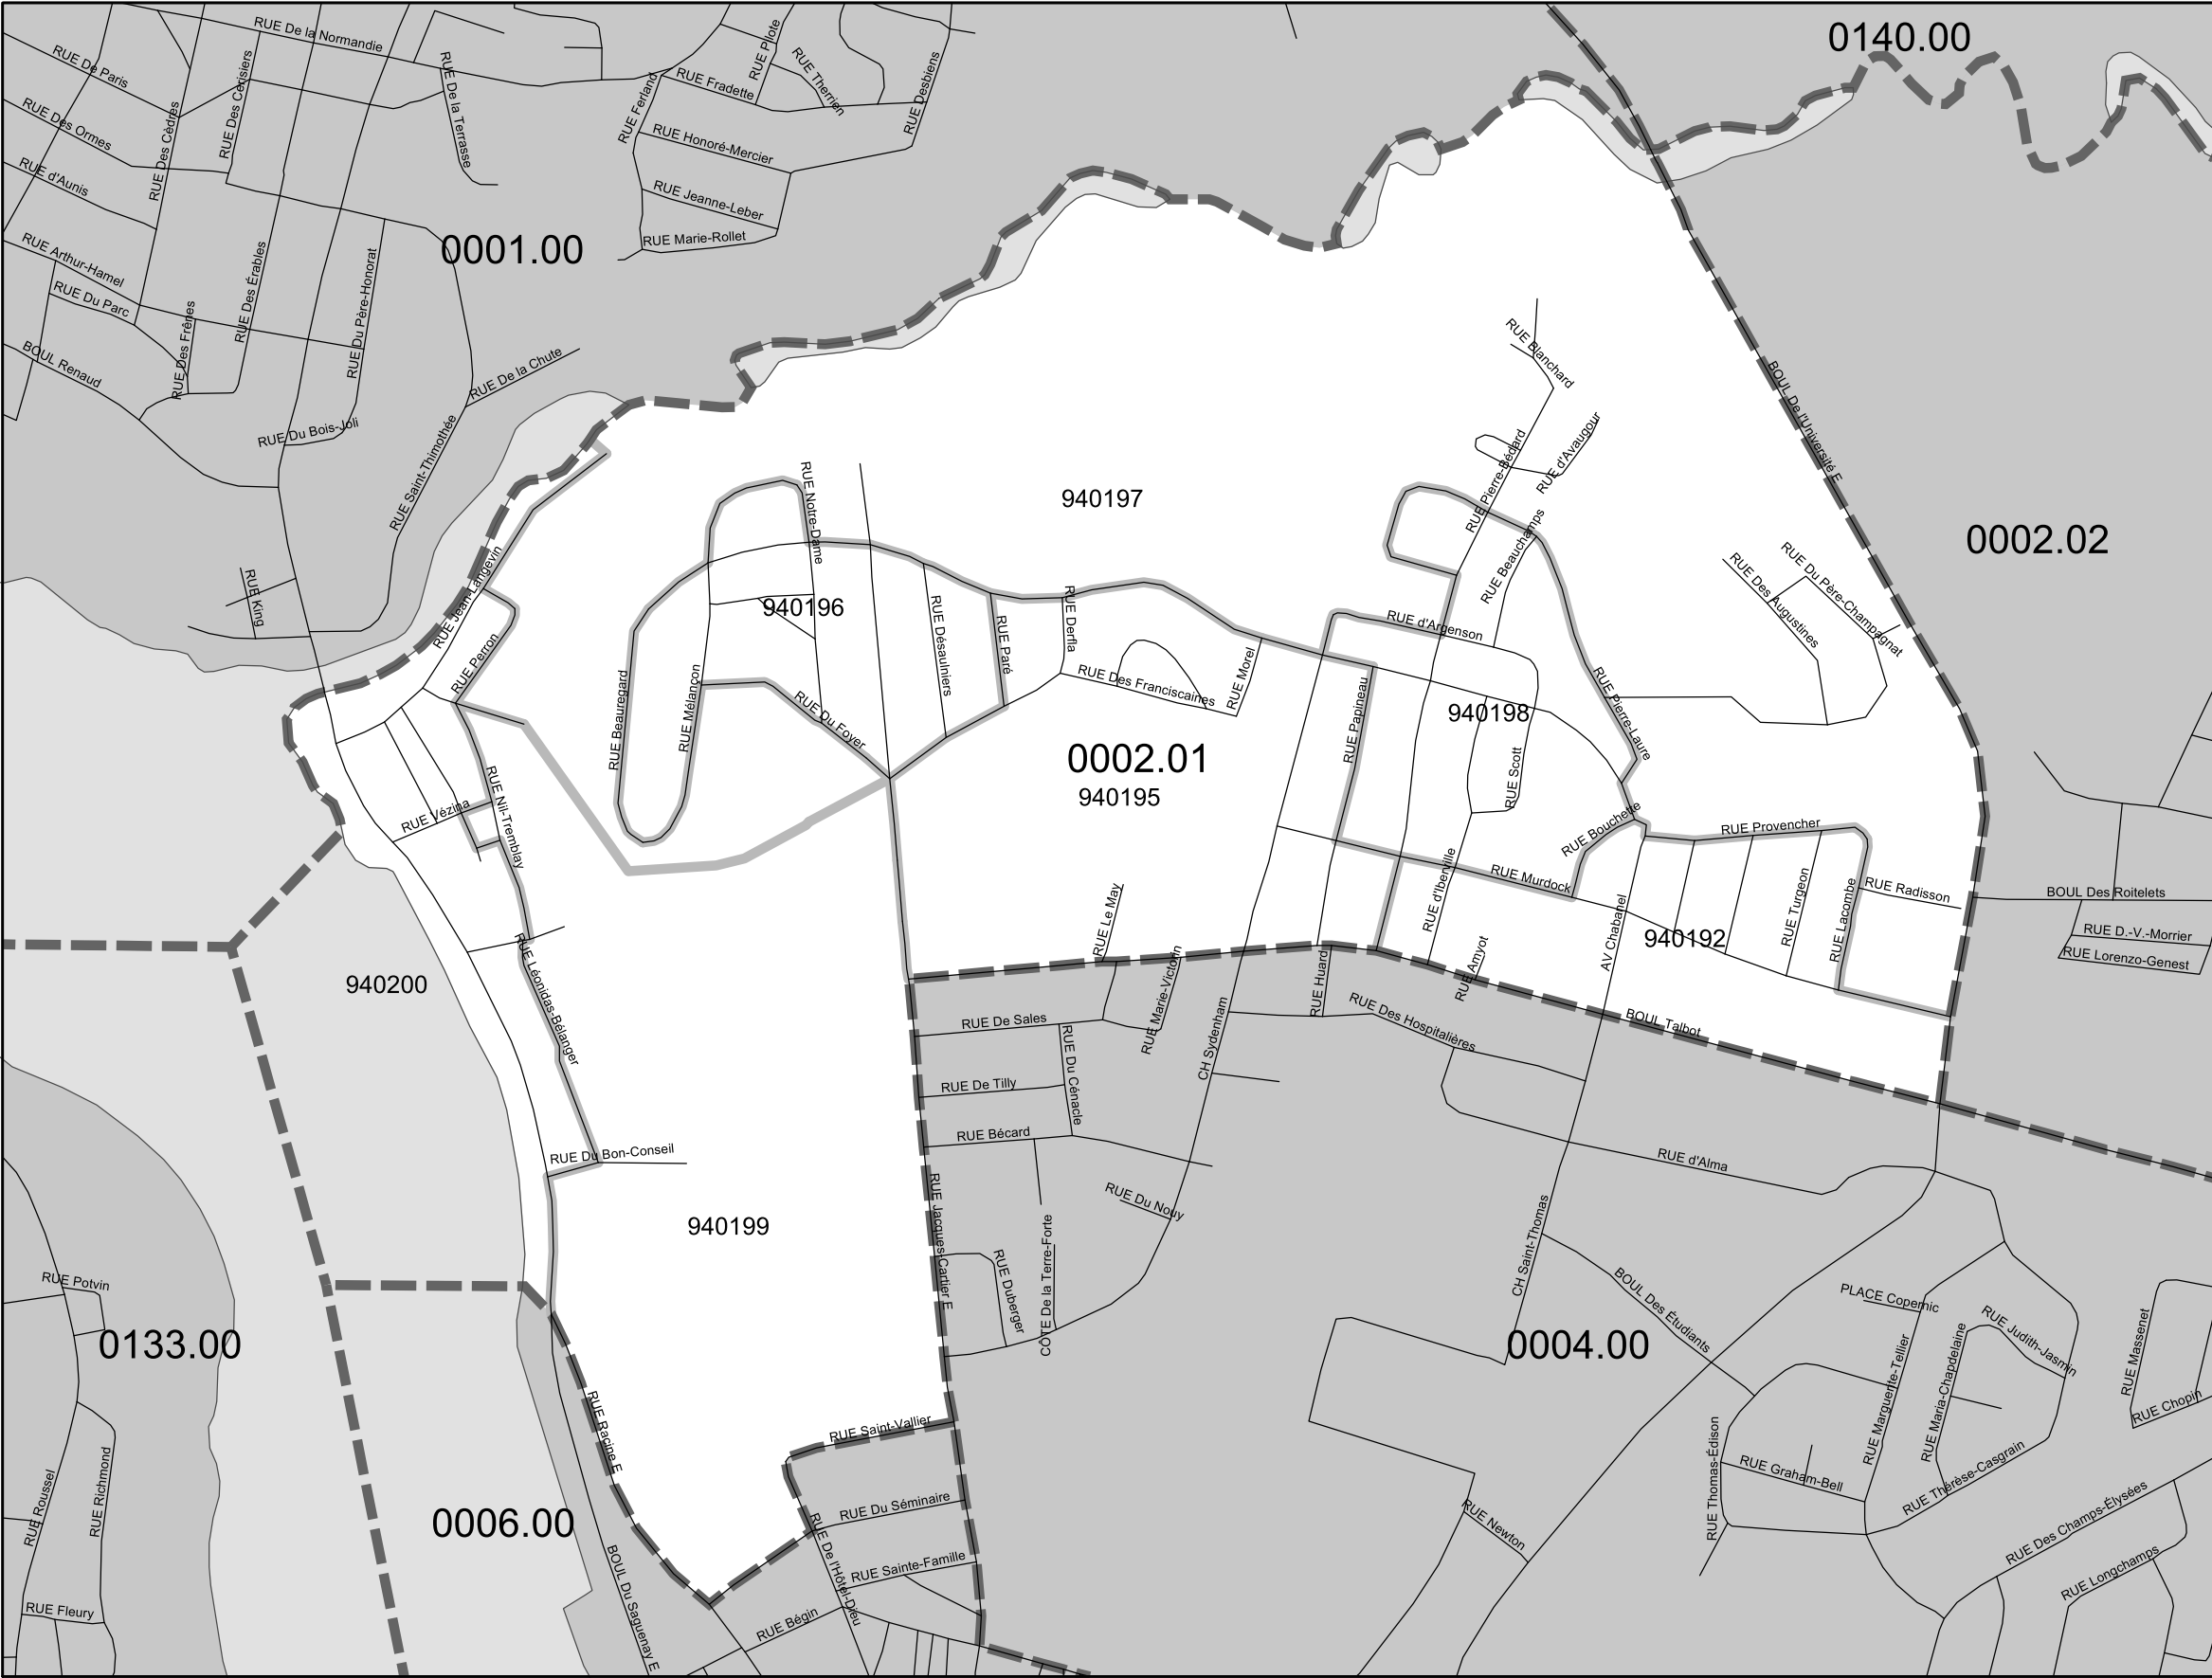 0140.00
RUE De la Normandie
RUE De Paris
RUE Des Cerisiers
RUE De la Terrasse
RUE Ferland
RUE Fradette
RUE Pilote
RUE Therrien
RUE Desbiens
RUE Des Ormes
RUE Des Cèdres
RUE Honoré-Mercier
RUE d'Aunis
RUE Jeanne-Leber
RUE Marie-Rollet
0001.00
RUE Arthur-Hamel
RUE Du Parc
RUE Des Érables
RUE Du Père-Honorat
RUE Des Frênes
BOUL Renaud
RUE De la Chute
RUE Du Bois-Joli
RUE Saint-Thimothée
RUE King
RUE Blanchard
BOUL De l'Université E
RUE Pierre-Bédard
RUE d'Avaugour
RUE Notre-Dame
940197
0002.02
RUE Beauchamps
RUE Jean-Langevin
RUE Des Augustines
RUE Du Père-Champagnat
940196
RUE Désaulniers
RUE Paré
RUE Derfla
RUE d'Argenson
RUE Perron
RUE Beauregard
RUE Mélançon
RUE Du Foyer
RUE Des Franciscaines
RUE Morel
RUE Papineau
940198
RUE Scott
RUE Pierre-Laure
0002.01
940195
RUE Vézina
RUE Nil-Tremblay
RUE Bouchette
RUE Provencher
RUE Murdock
RUE d'Iberville
RUE Le May
AV Chabanel
RUE Turgeon
RUE Lacombe
RUE Radisson
BOUL Des Roitelets
RUE D.-V.-Morrier
RUE Lorenzo-Genest
940192
RUE Amyot
RUE Huard
RUE Marie-Victorin
940200
RUE Léonidas-Bélanger
RUE De Sales
RUE Des Hospitalières
BOUL Talbot
CH Sydenham
RUE Du Cénacle
RUE De Tilly
RUE Bécard
RUE Du Bon-Conseil
RUE d'Alma
940199
RUE Jacques-Cartier E
RUE Du Nouy
CÔTE De la Terre-Forte
RUE Duberger
CH Saint-Thomas
BOUL Des Étudiants
PLACE Copernic
RUE Potvin
0133.00
0004.00
RUE Judith-Jasmin
RUE Marguerite-Tellier
RUE Maria-Chapdelaine
RUE Massenet
RUE Chopin
RUE Racine E
RUE Saint-Vallier
RUE Thomas-Édison
RUE Graham-Bell
RUE Thérèse-Casgrain
RUE Roussel
RUE Richmond
0006.00
RUE Du Séminaire
RUE De l'Hôtel-Dieu
RUE Newton
RUE Des Champs-Élysées
RUE Longchamps
RUE Sainte-Famille
BOUL Du Saguenay E
RUE Bégin
RUE Fleury